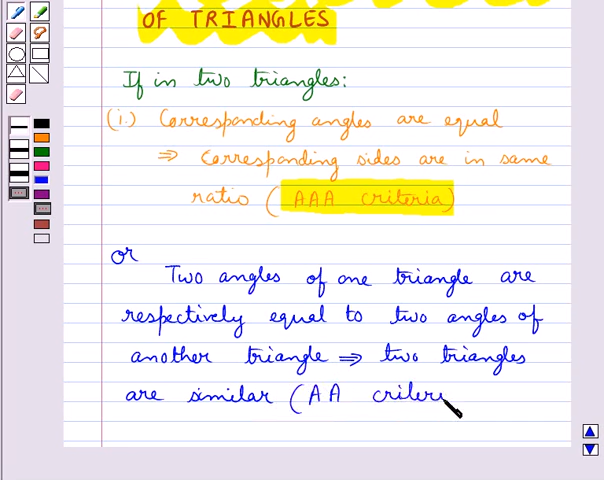 OF TRIANGLES
If in two triangles:
(i.) Corresponding angles are equal
⇒ Corresponding sides are in same
ratio (AAA criteria)
or
Two angles of one triangle are
respectively equal to two angles of
another triangle ⇒ two triangles
are similar (AA criter